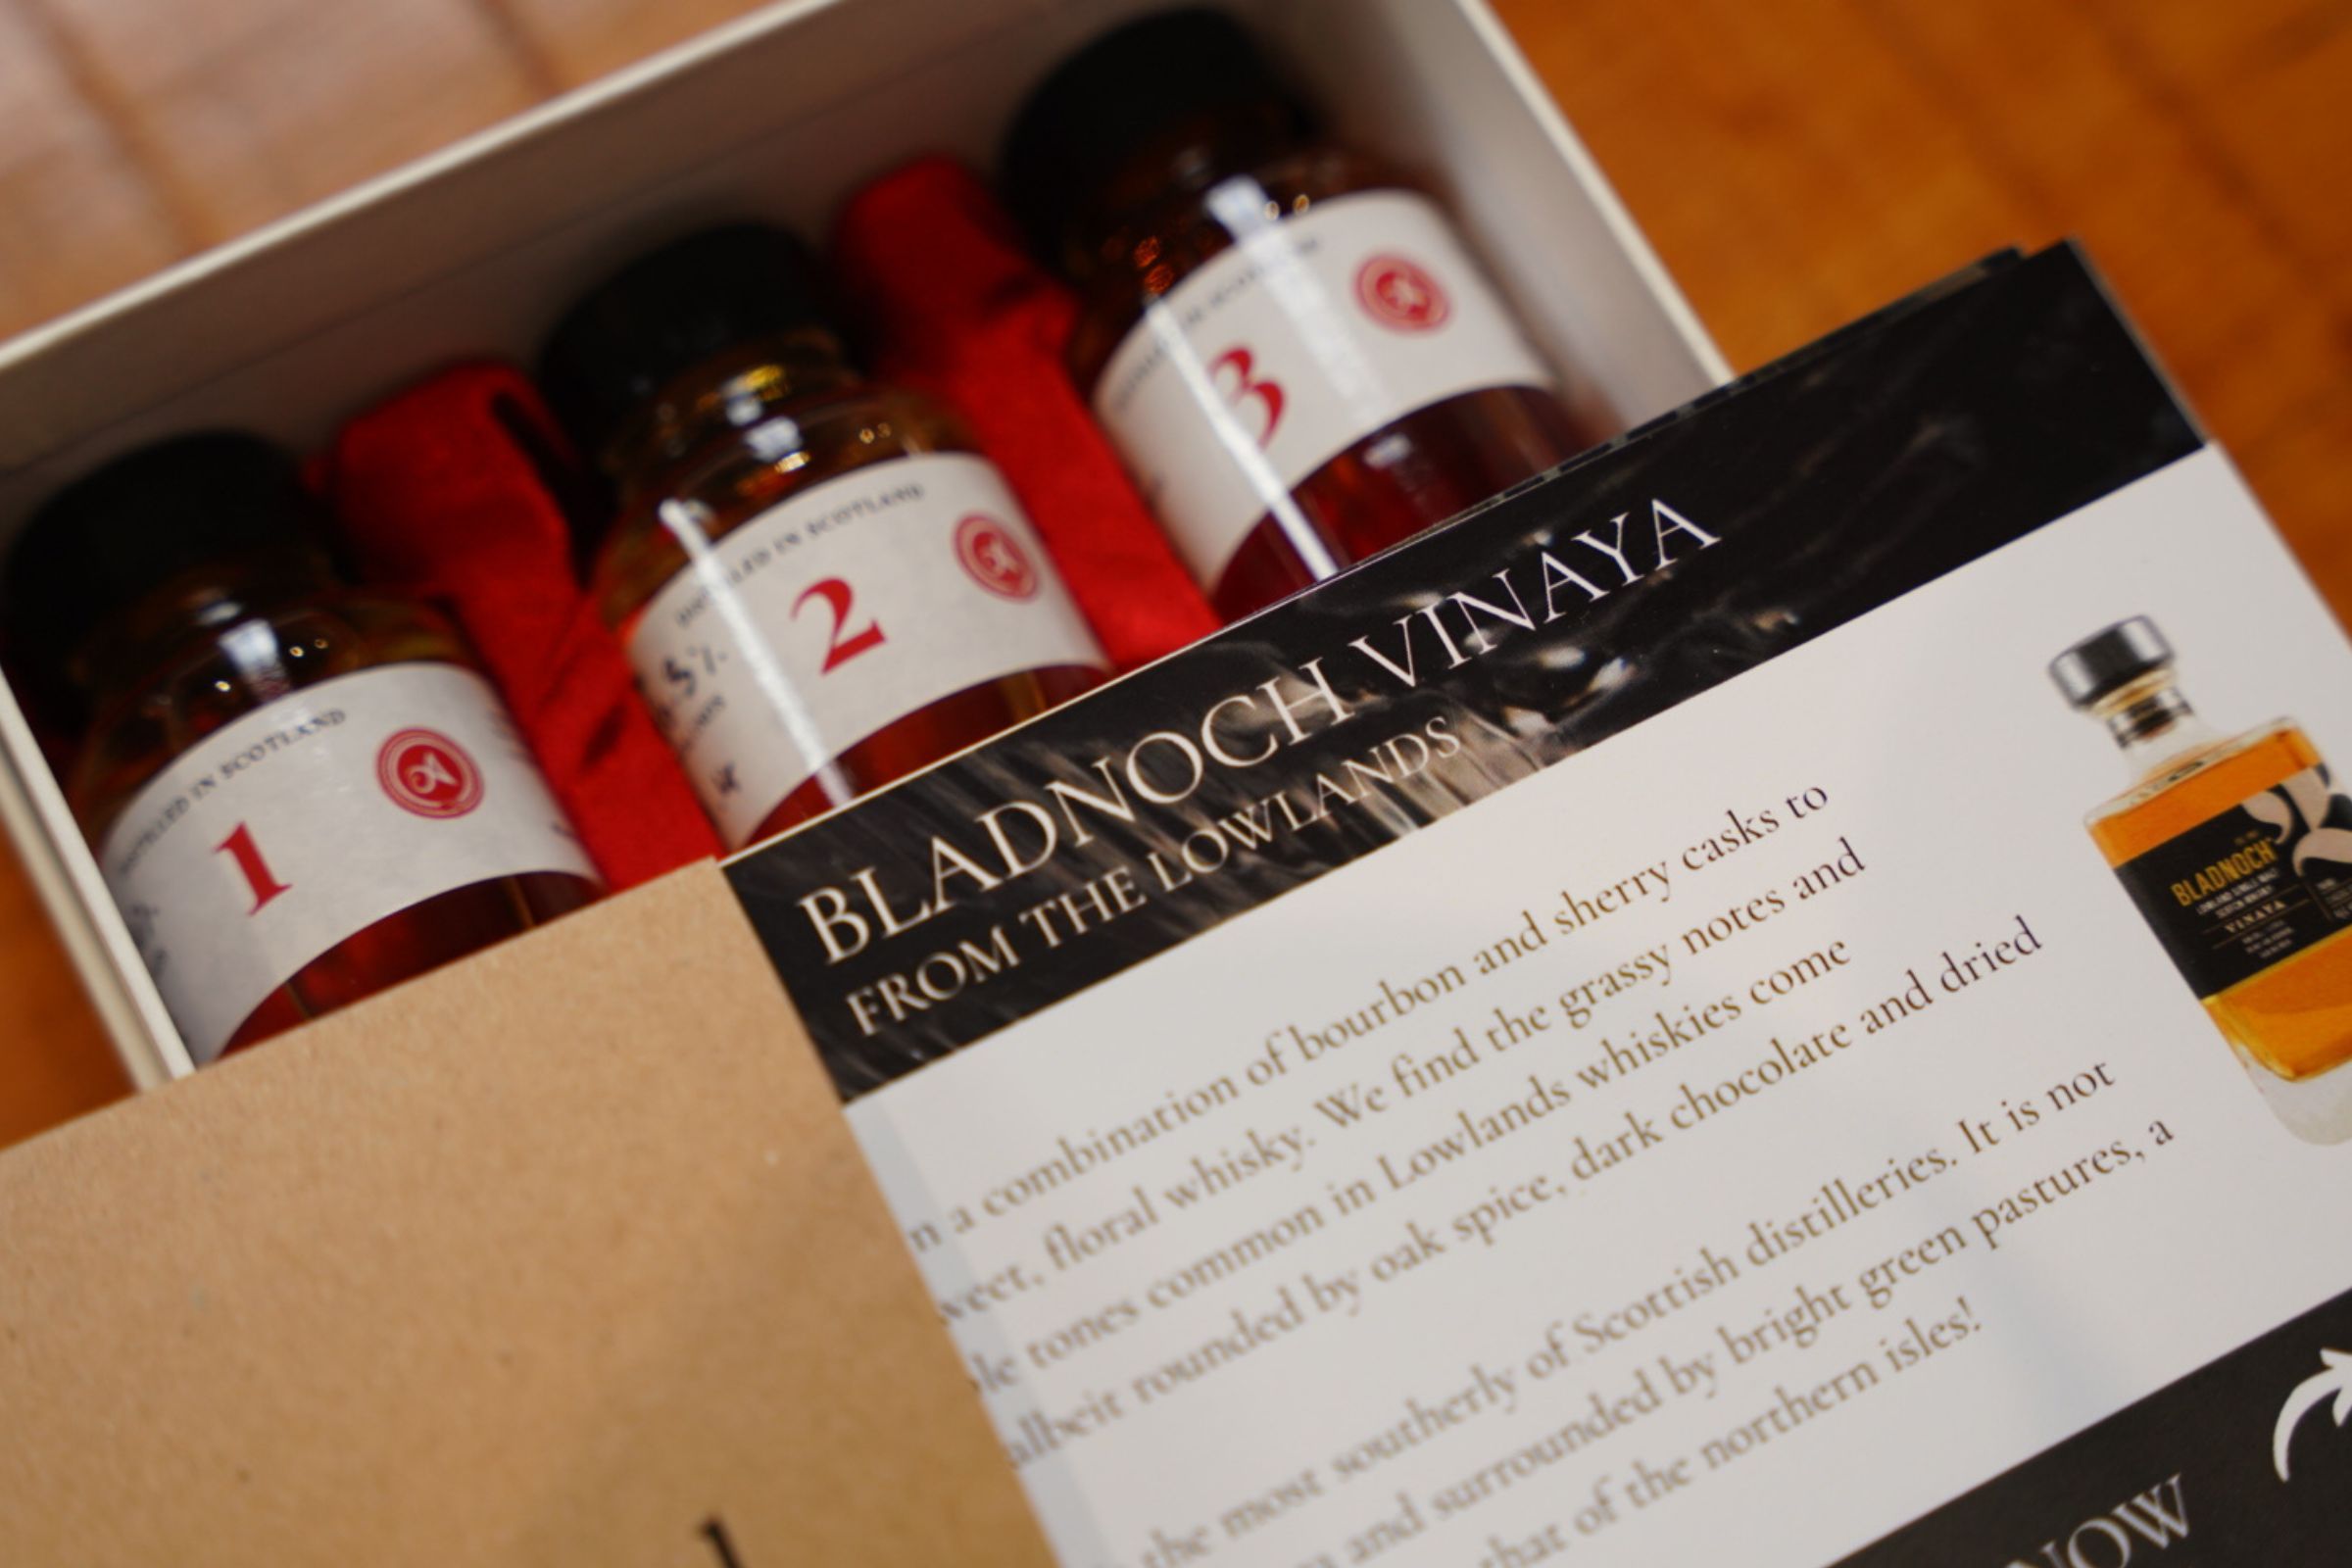 DISTILLED IN SCOTLAND
1
DISTILLED IN SCOTLAND
2
3
BLADNOCH VINAYA
FROM THE LOWLANDS
a combination of bourbon and sherry casks to
floral whisky. We find the grassy notes and
tones common in Lowlands whiskies come
albeit rounded by oak spice, dark chocolate and dried
the most southerly of Scottish distilleries. It is not
and surrounded by bright green pastures, a
that of the northern isles!
BLADNOCH
VINAYA
NOW